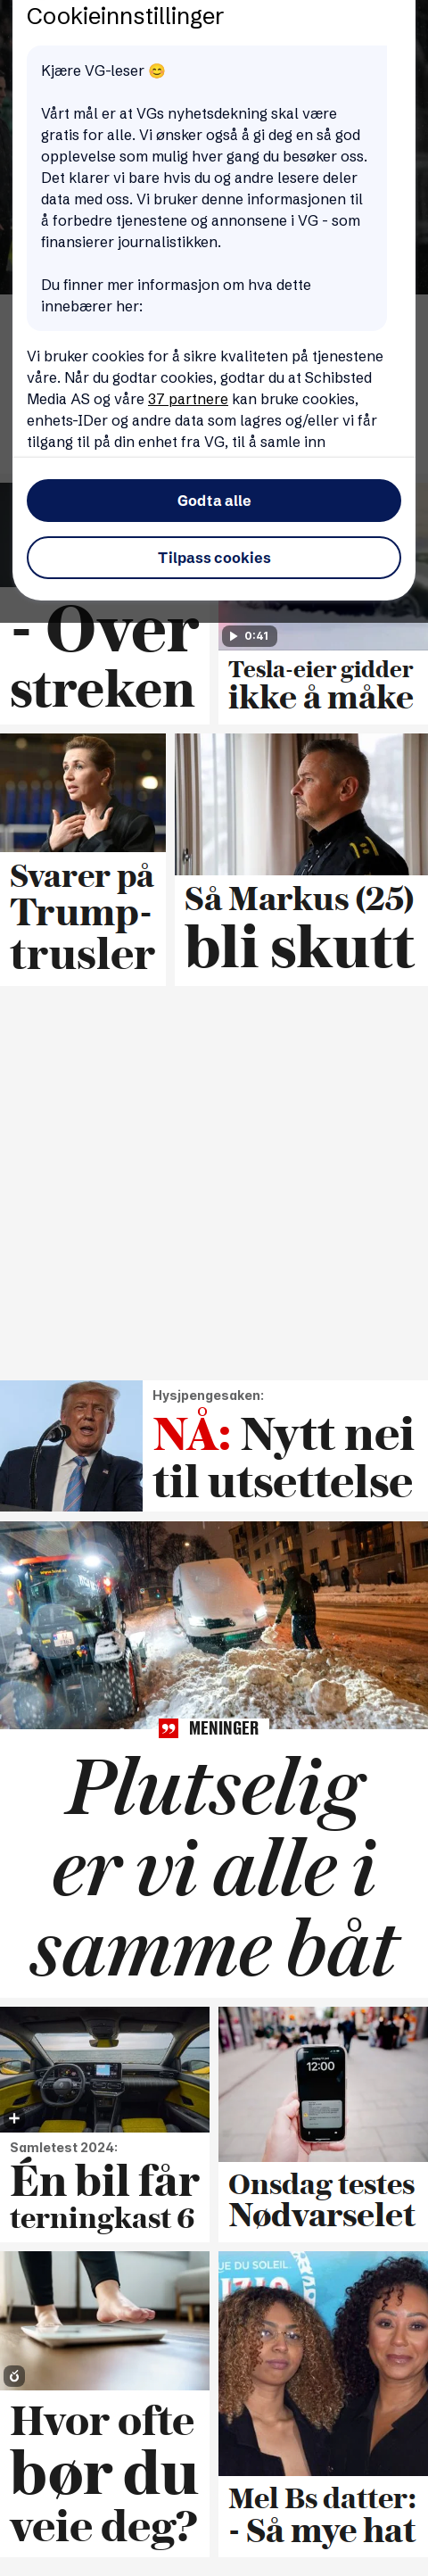 Cookieinnstillinger
Kjære VG-leser 😊
Vårt mål er at VGs nyhetsdekning skal være
gratis for alle. Vi ønsker også å gi deg en så god
opplevelse som mulig hver gang du besøker oss.
Det klarer vi bare hvis du og andre lesere deler
data med oss. Vi bruker denne informasjonen til
å forbedre tjenestene og annonsene i VG - som
finansierer journalistikken.
Du finner mer informasjon om hva dette
innebærer her:
Vi bruker cookies for å sikre kvaliteten på tjenestene
våre. Når du godtar cookies, godtar du at Schibsted
Media AS og våre 37 partnere kan bruke cookies,
enhets-IDer og andre data som lagres og/eller vi får
tilgang til på din enhet fra VG, til å samle inn
Godta alle
Tilpass cookies
- Over
streken
0:41
Tesla-eier gidder
ikke å måke
Svarer på
Trump-
trusler
Så Markus (25)
bli skutt
Hysjpengesaken:
NÅ: Nytt nei
til utsettelse
MENINGER
Plutselig
er vi alle i
samme båt
Samletest 2024:
Én bil får
terningkast 6
12:00
Onsdag testes
Nødvarselet
Hvor ofte
bør du
veie deg?
UE DU SOLEIL
Mel Bs datter:
- Så mye hat